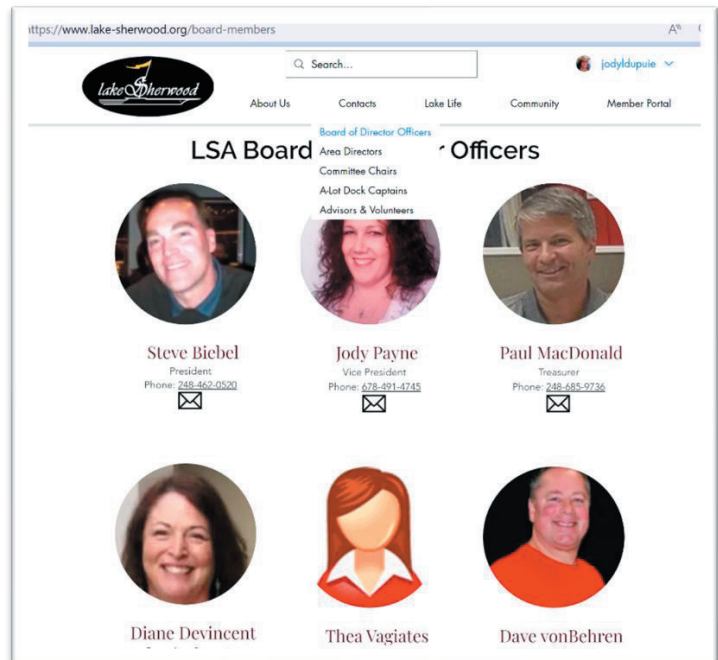 ttps://www.lake-sherwood.org/board-members
lake Sherwood
Search...
jodyldupuie
About Us Contacts Lake Life Community Member Portal
Board of Director Officers
Area Directors
Committee Chairs
A-Lot Dock Captains
Advisors & Volunteers
LSA Board r Officers
Steve Biebel Jody Payne Paul MacDonald
President Vice President Treasurer
Phone: 248-462-0520 Phone: 678-491-4745 Phone: 248-685-9736
Diane Devincent Thea Vagiates Dave vonBehren